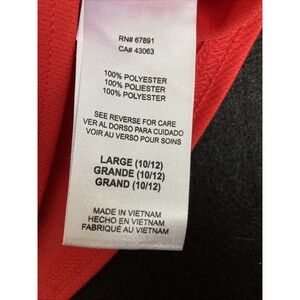 RN# 67891
CA# 43063
100% POLYESTER
100% POLIESTER
100% POLYESTER
SEE REVERSE FOR CARE
VER AL DORSO PARA CUIDADO
VOIR AU VERSO POUR SOINS
LARGE (10/12)
GRANDE (10/12)
GRAND (10/12)
MADE IN VIETNAM
HECHO EN VIETNAM
FABRIQUÉ AU VIETNAM